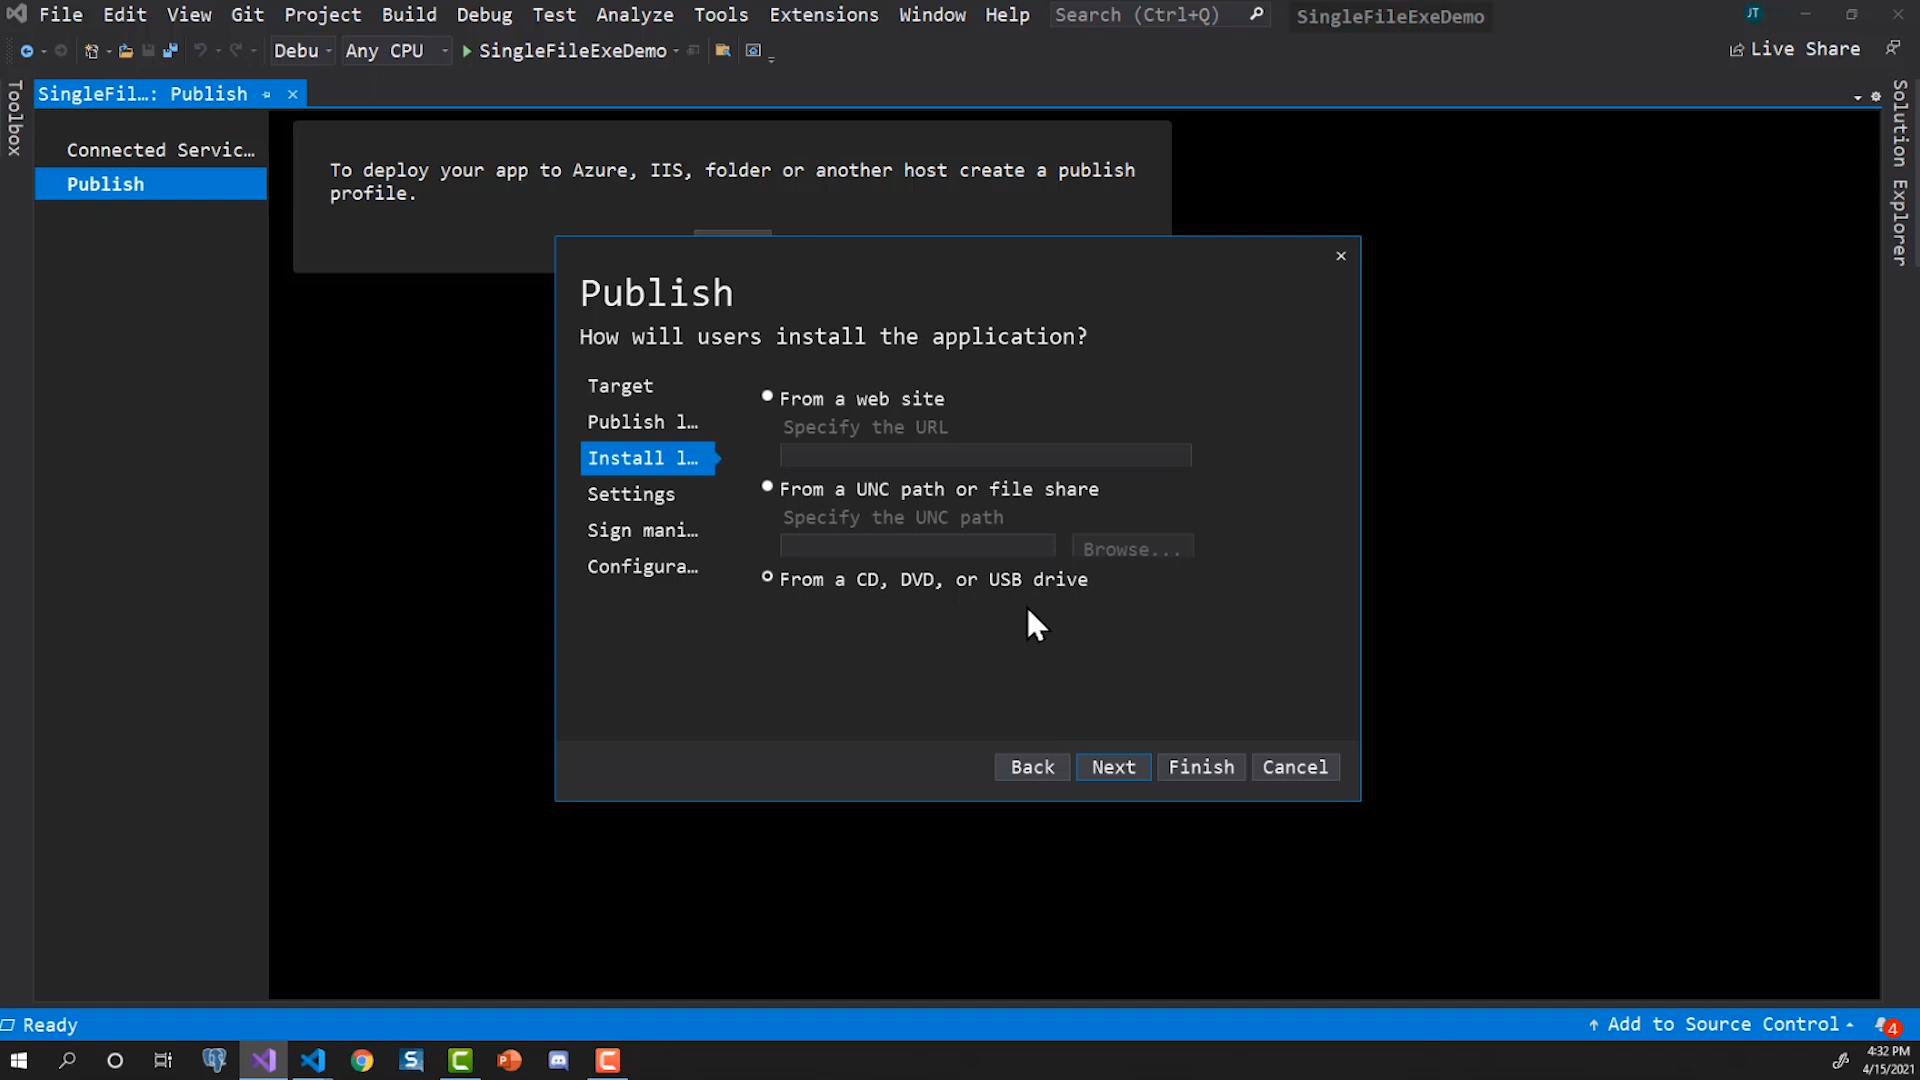 File Edit View Git Project Build Debug Test Analyze Tools Extensions Window Help Search (Ctrl+Q) SingleFileExeDemo JT
Debu Any CPU SingleFileExeDemo Live Share
Toolbox
SingleFil…: Publish
Solution Explorer
Connected Servic…
Publish
To deploy your app to Azure, IIS, folder or another host create a publish
profile.
Publish
How will users install the application?
Target
Publish l…
Install l…
Settings
Sign mani…
Configura…
From a web site
Specify the URL
From a UNC path or file share
Specify the UNC path
Browse...
From a CD, DVD, or USB drive
Back Next Finish Cancel
Ready
Add to Source Control 4
4:32 PM
4/15/2021